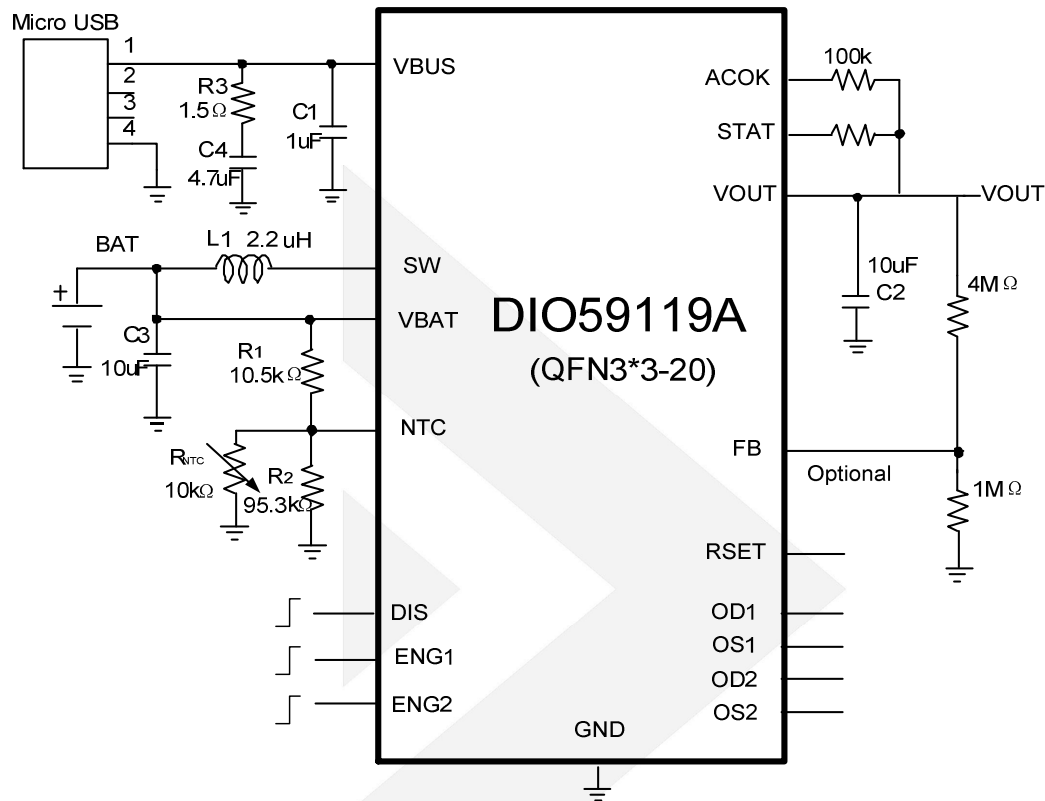 Micro USB
1
2
3
4
R3
1.5Ω
C4
4.7uF
C1
1uF
VBUS
BAT
L1 2.2 uH
SW
+
C3
10uF
VBAT
R1
10.5kΩ
NTC
RNTC
10kΩ
R2
95.3kΩ
DIS
ENG1
ENG2
DIO59119A
(QFN3*3-20)
GND
ACOK
100k
STAT
VOUT
VOUT
10uF
C2
4MΩ
FB
Optional
1MΩ
RSET
OD1
OS1
OD2
OS2